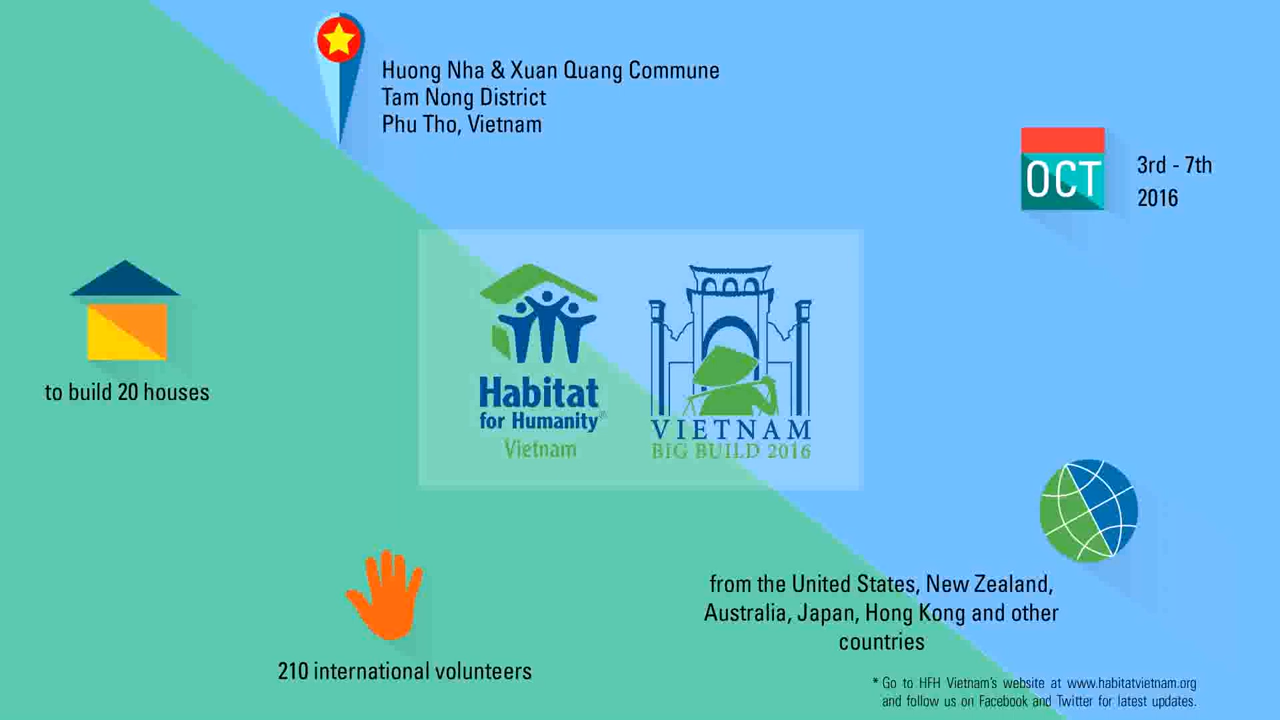 Huong Nha & Xuan Quang Commune
Tam Nong District
Phu Tho, Vietnam
OCT
3rd - 7th
2016
to build 20 houses
Habitat
for Humanity®
Vietnam
VIETNAM
BIG BUILD 2016
210 international volunteers
from the United States, New Zealand,
Australia, Japan, Hong Kong and other
countries
* Go to HFH Vietnam's website at www.habitatvietnam.org
and follow us on Facebook and Twitter for latest updates.